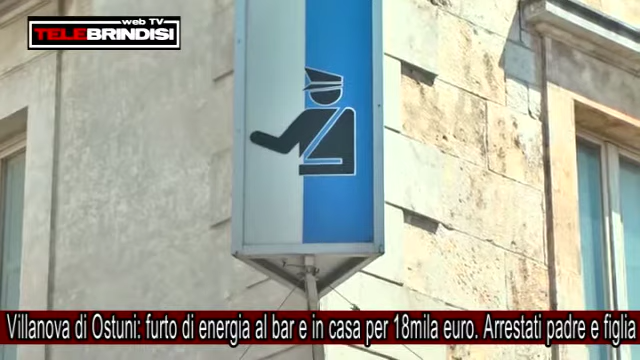 web TV
TELEBRINDISI
Villanova di Ostuni: furto di energia al bar e in casa per 18mila euro. Arrestati padre e figlia